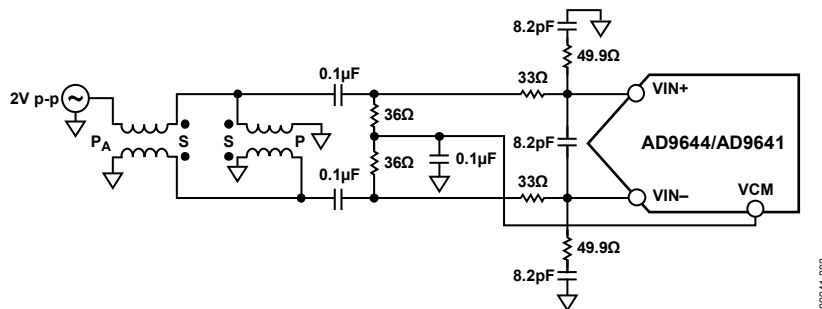 8.2pF
49.9Ω
0.1µF
33Ω
2V p-p
VIN+
36Ω
P_A
S
S
P
8.2pF
AD9644/AD9641
0.1µF
36Ω
0.1µF
33Ω
VIN–
VCM
49.9Ω
8.2pF